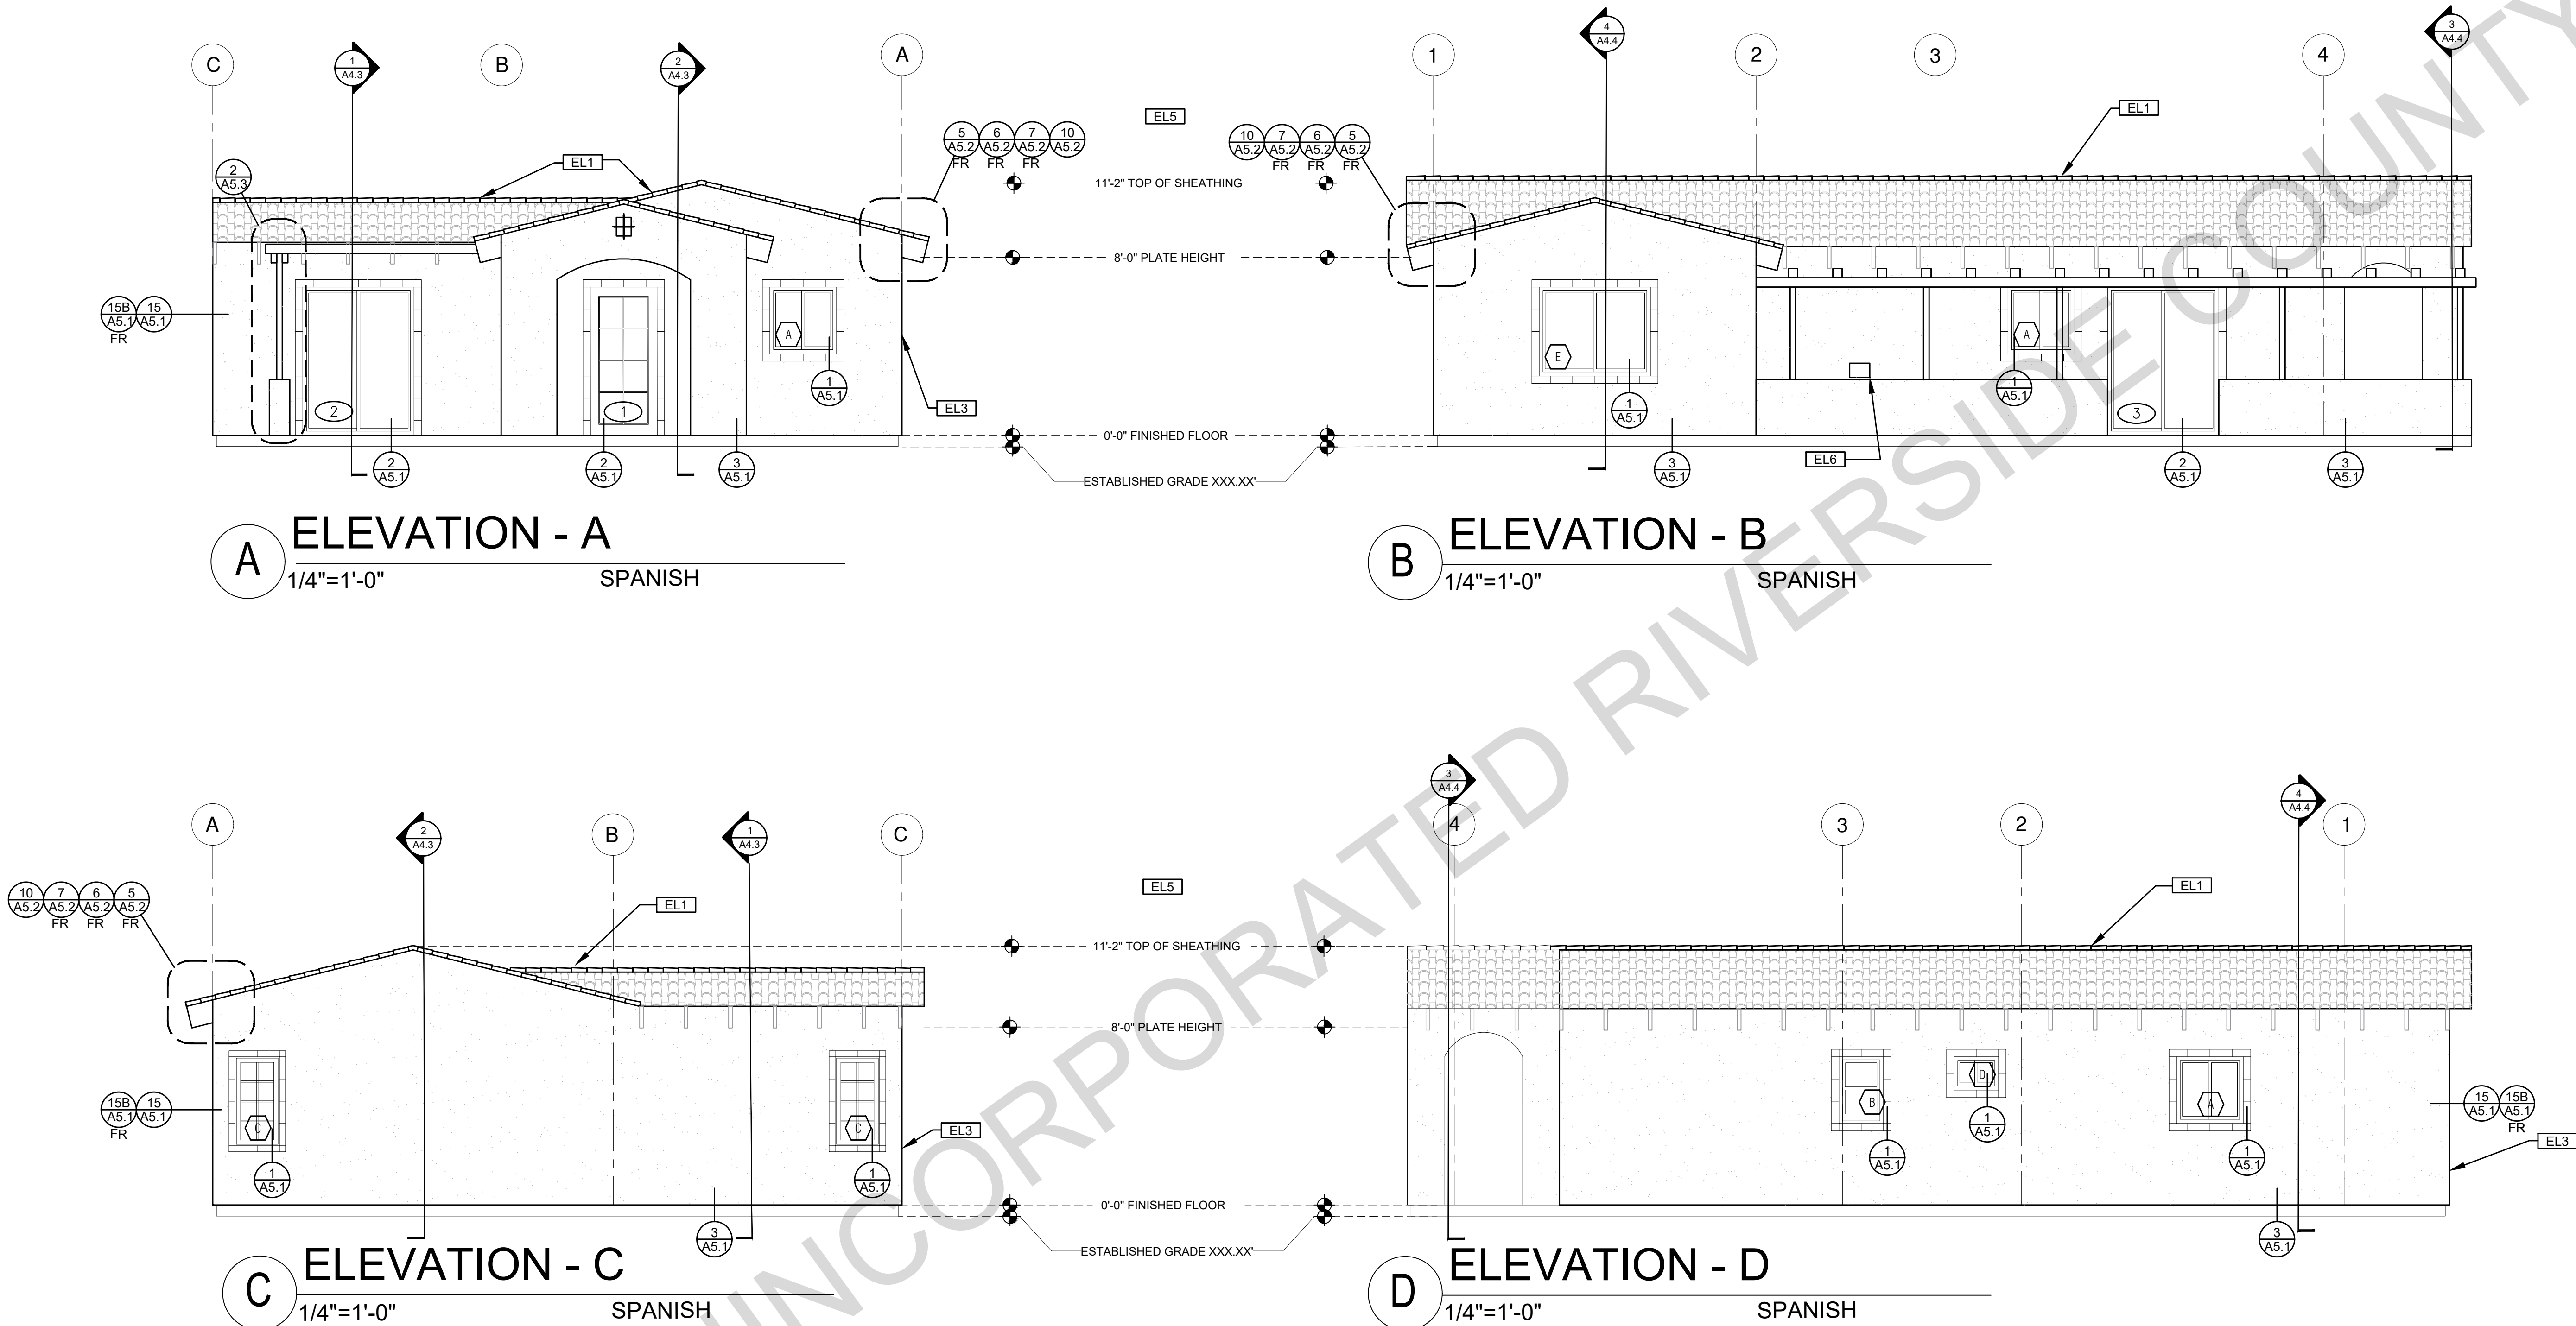 C
1
A4.3
B
2
A4.3
A
5
A5.2
FR
6
A5.2
FR
7
A5.2
FR
10
A5.2
EL1
2
A5.3
15B
A5.1
FR
15
A5.1
A
1
A5.1
EL3
2
1
2
A5.1
2
A5.1
3
A5.1
A
ELEVATION - A
1/4"=1'-0" SPANISH
EL5
11'-2" TOP OF SHEATHING
8'-0" PLATE HEIGHT
0'-0" FINISHED FLOOR
ESTABLISHED GRADE XXX.XX'
1
4
A4.4
2
3
4
3
A4.4
10
A5.2
7
A5.2
FR
6
A5.2
FR
5
A5.2
FR
EL1
E
1
A5.1
A
1
A5.1
3
EL6
3
A5.1
2
A5.1
3
A5.1
B
ELEVATION - B
1/4"=1'-0" SPANISH
A
2
A4.3
B
1
A4.3
C
10
A5.2
7
A5.2
FR
6
A5.2
FR
5
A5.2
FR
EL1
15B
A5.1
FR
15
A5.1
C
1
A5.1
C
1
A5.1
EL3
3
A5.1
C
ELEVATION - C
1/4"=1'-0" SPANISH
EL5
11'-2" TOP OF SHEATHING
8'-0" PLATE HEIGHT
0'-0" FINISHED FLOOR
ESTABLISHED GRADE XXX.XX'
3
A4.4
4
3
2
4
A4.4
1
EL1
B
1
A5.1
D
1
A5.1
A
1
A5.1
15
A5.1
15B
A5.1
FR
EL3
3
A5.1
D
ELEVATION - D
1/4"=1'-0" SPANISH
UNINCORPORATED RIVERSIDE COUNTY